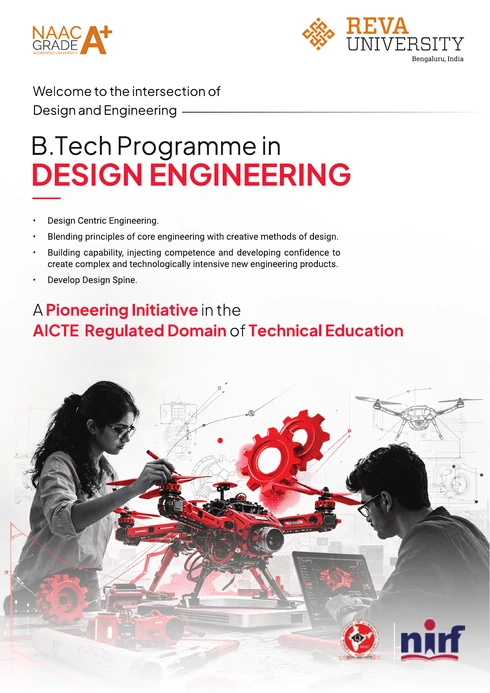 NAAC
GRADE A+
ACCREDITED UNIVERSITY
REVA
UNIVERSITY
Bengaluru, India
Welcome to the intersection of
Design and Engineering
B.Tech Programme in
DESIGN ENGINEERING
• Design Centric Engineering.
• Blending principles of core engineering with creative methods of design.
• Building capability, injecting competence and developing confidence to
create complex and technologically intensive new engineering products.
• Develop Design Spine.
A Pioneering Initiative in the
AICTE Regulated Domain of Technical Education
nirf